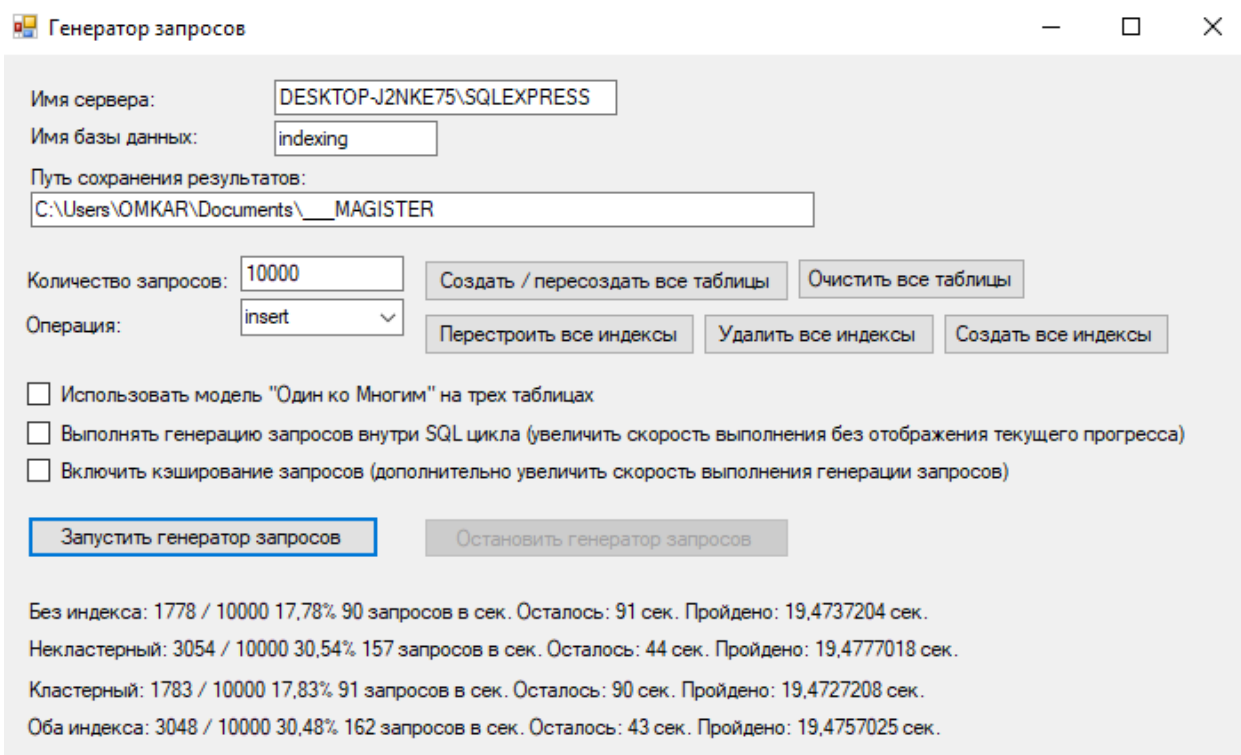 Генератор запросов
Имя сервера: DESKTOP-J2NKE75\SQLEXPRESS
Имя базы данных: indexing
Путь сохранения результатов:
C:\Users\OMKAR\Documents\___MAGISTER
Количество запросов: 10000 Создать / пересоздать все таблицы Очистить все таблицы
Операция: insert Перестроить все индексы Удалить все индексы Создать все индексы
Использовать модель "Один ко Многим" на трех таблицах
Выполнять генерацию запросов внутри SQL цикла (увеличить скорость выполнения без отображения текущего прогресса)
Включить кэширование запросов (дополнительно увеличить скорость выполнения генерации запросов)
Запустить генератор запросов Остановить генератор запросов
Без индекса: 1778 / 10000 17,78% 90 запросов в сек. Осталось: 91 сек. Пройдено: 19,4737204 сек.
Некластерный: 3054 / 10000 30,54% 157 запросов в сек. Осталось: 44 сек. Пройдено: 19,4777018 сек.
Кластерный: 1783 / 10000 17,83% 91 запросов в сек. Осталось: 90 сек. Пройдено: 19,4727208 сек.
Оба индекса: 3048 / 10000 30,48% 162 запросов в сек. Осталось: 43 сек. Пройдено: 19,4757025 сек.